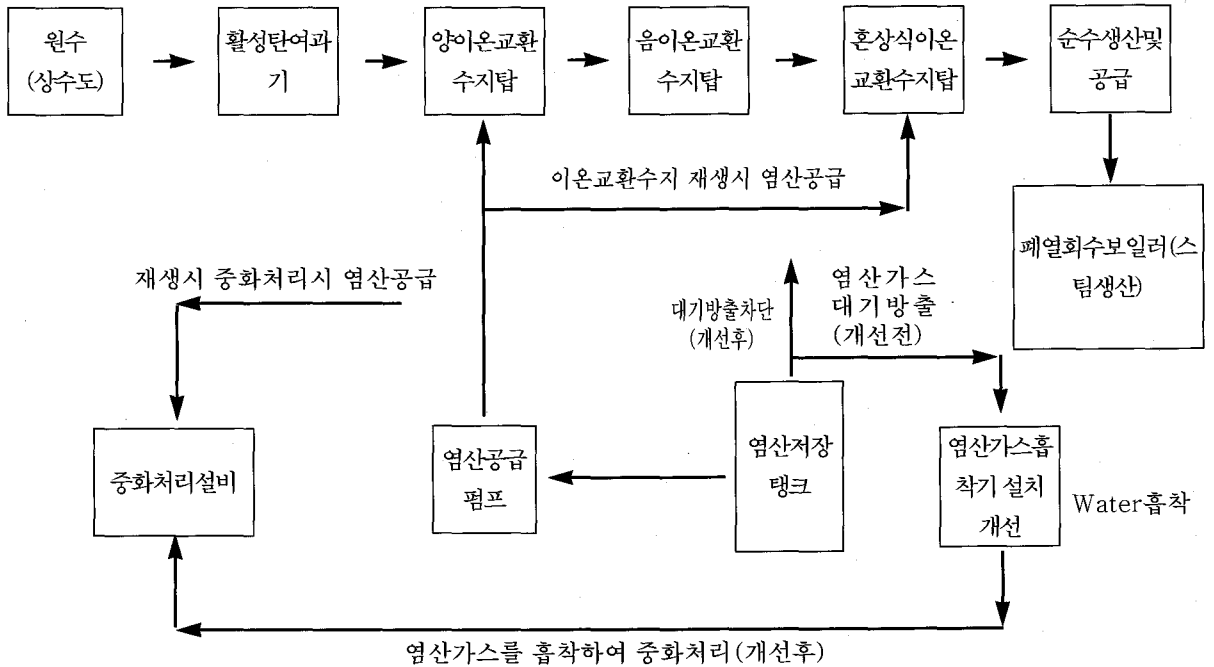 원수
(상수도)
활성탄여과
기
양이온교환
수지탑
음이온교환
수지탑
혼상식이온
교환수지탑
순수생산및
공급
이온교환수지 재생시 염산공급
폐열회수보일러(스
팀생산)
재생시 중화처리시 염산공급
대기방출차단
(개선후)
염산가스
대기방출
(개선전)
중화처리설비
염산공급
펌프
염산저장
탱크
염산가스흡
착기 설치
개선
Water흡착
염산가스를 흡착하여 중화처리(개선후)